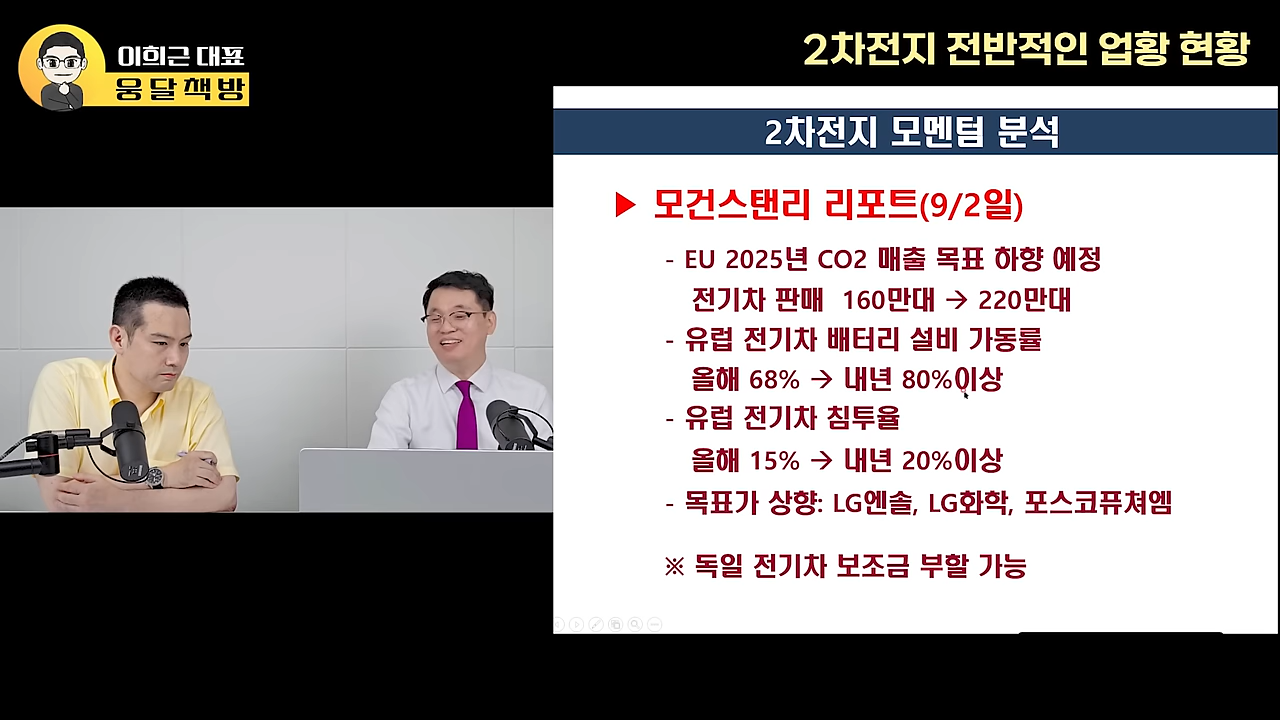 이희근 대표
웅달책방
2차전지 전반적인 업황 현황
2차전지 모멘텀 분석
▶ 모건스탠리 리포트(9/2일)
- EU 2025년 CO2 매출 목표 하향 예정
전기차 판매 160만대 → 220만대
- 유럽 전기차 배터리 설비 가동률
올해 68% → 내년 80%이상
- 유럽 전기차 침투율
올해 15% → 내년 20%이상
- 목표가 상향: LG엔솔, LG화학, 포스코퓨쳐엠
※ 독일 전기차 보조금 부할 가능